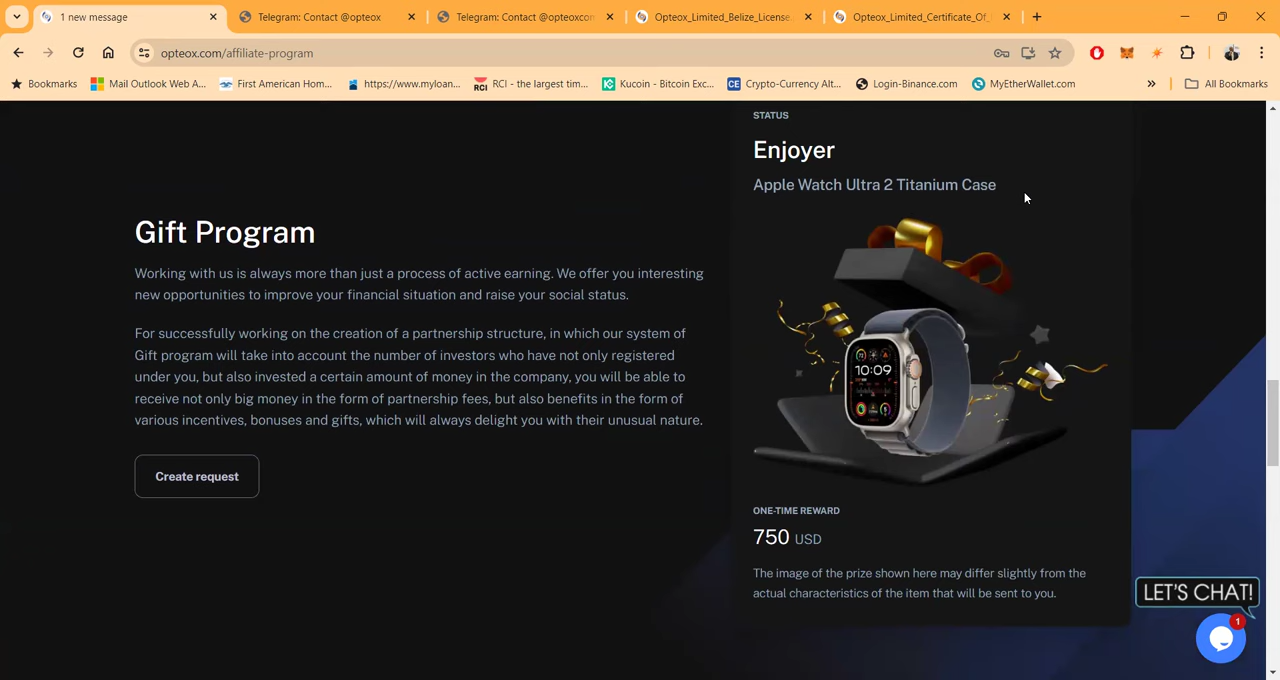 1 new message
Telegram: Contact @opteox
Telegram: Contact @opteoxcon
Opteox_Limited_Belize_License
Opteox_Limited_Certificate_Of_
opteox.com/affiliate-program
Bookmarks
Mail Outlook Web A...
First American Hom...
https://www.myloan...
RCI - the largest tim...
Kucoin - Bitcoin Exc...
Crypto-Currency Alt...
Login-Binance.com
MyEtherWallet.com
All Bookmarks
STATUS
Enjoyer
Apple Watch Ultra 2 Titanium Case
Gift Program
Working with us is always more than just a process of active earning. We offer you interesting
new opportunities to improve your financial situation and raise your social status.
For successfully working on the creation of a partnership structure, in which our system of
Gift program will take into account the number of investors who have not only registered
under you, but also invested a certain amount of money in the company, you will be able to
receive not only big money in the form of partnership fees, but also benefits in the form of
various incentives, bonuses and gifts, which will always delight you with their unusual nature.
Create request
10:09
ONE-TIME REWARD
750 USD
The image of the prize shown here may differ slightly from the
actual characteristics of the item that will be sent to you.
LET'S CHAT!
1